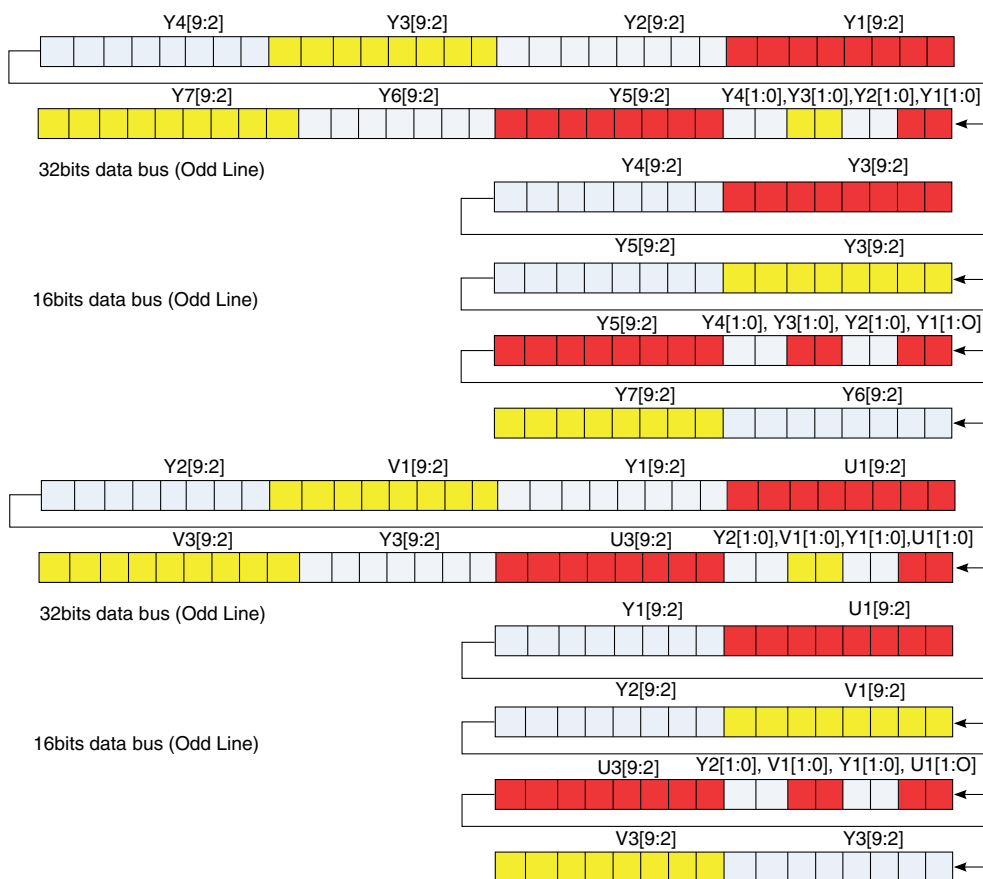 Y4[9:2] Y3[9:2] Y2[9:2] Y1[9:2]
Y7[9:2] Y6[9:2] Y5[9:2] Y4[1:0],Y3[1:0],Y2[1:0],Y1[1:0]
32bits data bus (Odd Line)
Y4[9:2] Y3[9:2]
Y5[9:2] Y3[9:2]
16bits data bus (Odd Line)
Y5[9:2] Y4[1:0], Y3[1:0], Y2[1:0], Y1[1:O]
Y7[9:2] Y6[9:2]
Y2[9:2] V1[9:2] Y1[9:2] U1[9:2]
V3[9:2] Y3[9:2] U3[9:2] Y2[1:0],V1[1:0],Y1[1:0],U1[1:0]
32bits data bus (Odd Line)
Y1[9:2] U1[9:2]
Y2[9:2] V1[9:2]
16bits data bus (Odd Line)
U3[9:2] Y2[1:0], V1[1:0], Y1[1:0], U1[1:O]
V3[9:2] Y3[9:2]